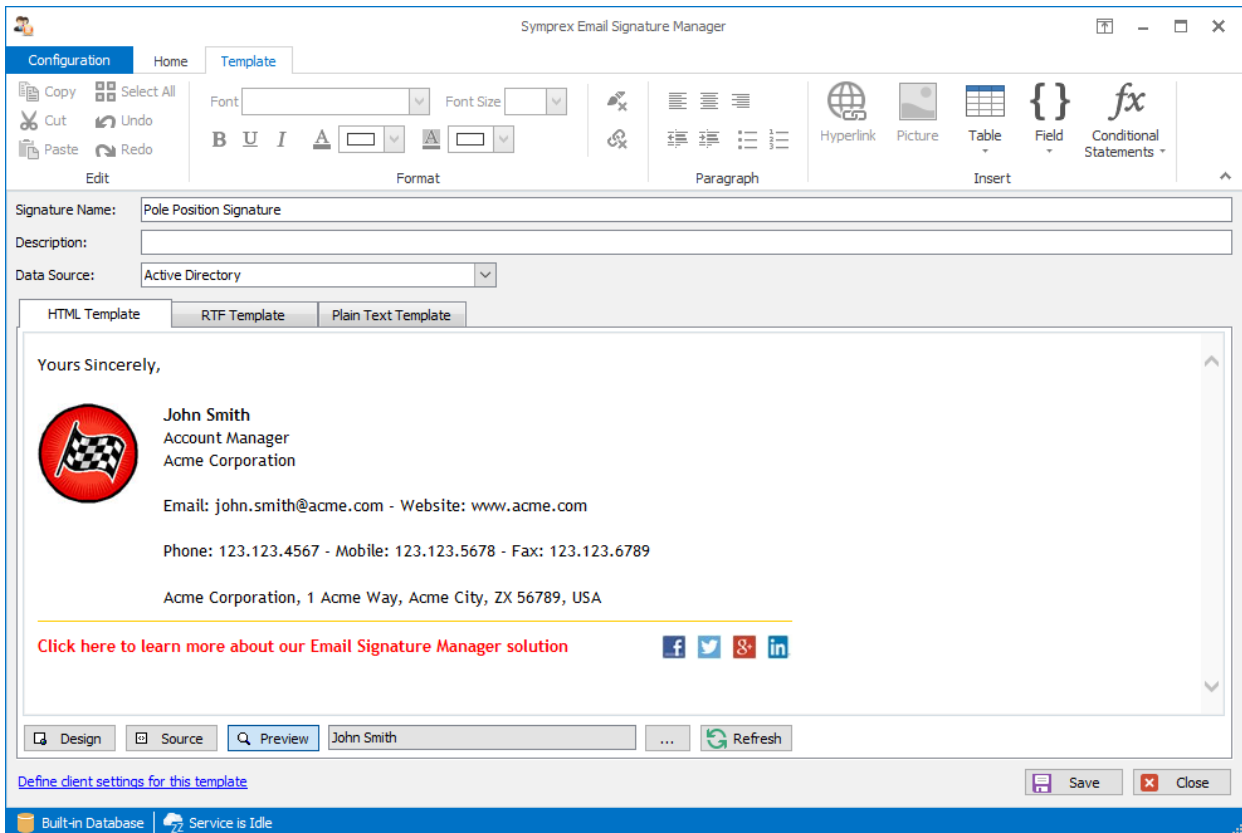 Symprex Email Signature Manager
Configuration Home Template
Copy Select All
Cut Undo
Paste Redo
Font Font Size
B U I A A
Hyperlink Picture Table Field Conditional Statements
Edit Format Paragraph Insert
Signature Name: Pole Position Signature
Description:
Data Source: Active Directory
HTML Template RTF Template Plain Text Template
Yours Sincerely,
John Smith
Account Manager
Acme Corporation
Email: john.smith@acme.com - Website: www.acme.com
Phone: 123.123.4567 - Mobile: 123.123.5678 - Fax: 123.123.6789
Acme Corporation, 1 Acme Way, Acme City, ZX 56789, USA
Click here to learn more about our Email Signature Manager solution f 8+ in
Design Source Preview John Smith ... Refresh
Define client settings for this template Save Close
Built-in Database Service is Idle